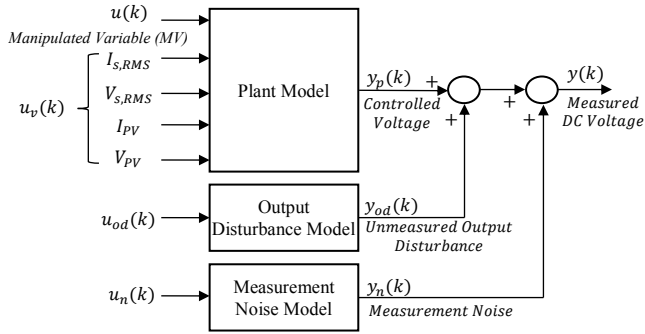 u(k)
Manipulated Variable (MV)
I_{s,RMS}
V_{s,RMS}
u_v(k)
I_{PV}
V_{PV}
Plant Model
y_p(k)
Controlled
Voltage
+
+
+
+
y(k)
Measured
DC Voltage
u_{od}(k)
Output
Disturbance Model
y_{od}(k)
Unmeasured Output
Disturbance
u_n(k)
Measurement
Noise Model
y_n(k)
Measurement Noise